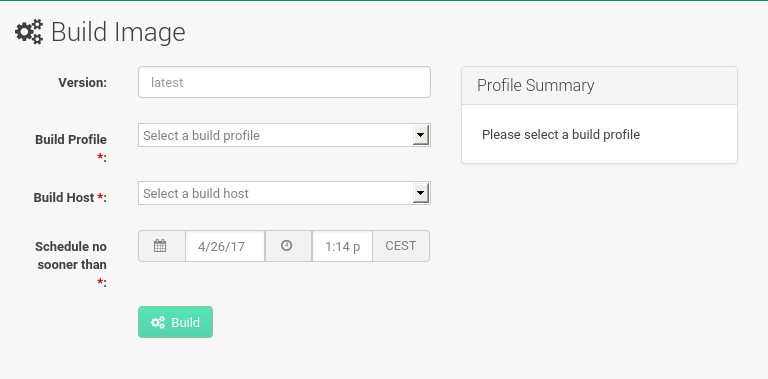 Build Image
Version:
latest
Profile Summary
Please select a build profile
Build Profile
*:
Select a build profile
Build Host *:
Select a build host
Schedule no
sooner than
*:
4/26/17
1:14 p
CEST
Build